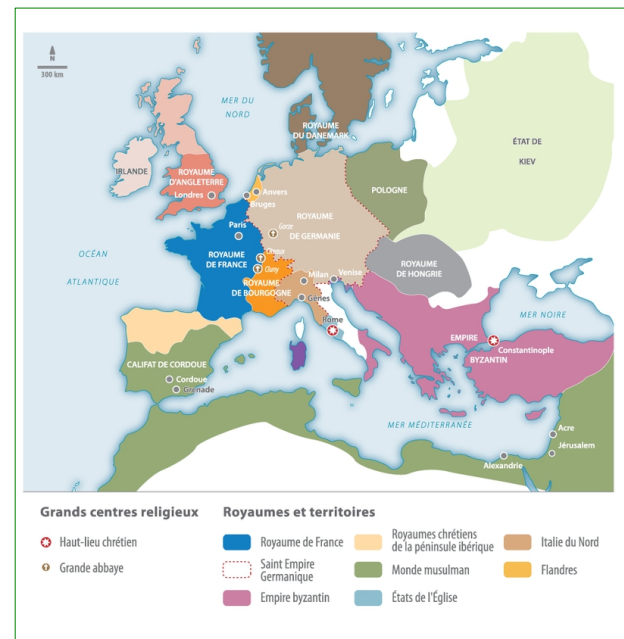 N
300 km
MER DU
NORD
ROYAUME
DU DANEMARK
ÉTAT DE
KIEV
IRLANDE
ROYAUME
D'ANGLETERRE
Londres
Anvers
Bruges
POLOGNE
Gorze
Paris
ROYAUME
DE GERMANIE
ROYAUME
DE FRANCE
Cluny
ROYAUME
DE HONGRIE
OCÉAN
ATLANTIQUE
Milan
Venise
ROYAUME
DE BOURGOGNE
Gênes
MER NOIRE
Rome
EMPIRE
BYZANTIN
Constantinople
CALIFAT DE CORDOUE
Cordoue
Grenade
MER MÉDITERRANÉE
Acre
Jérusalem
Alexandrie
Grands centres religieux
Haut-lieu chrétien
Grande abbaye
Royaumes et territoires
Royaume de France
Saint Empire
Germanique
Empire byzantin
Royaumes chrétiens
de la péninsule ibérique
Monde musulman
États de l'Église
Italie du Nord
Flandres